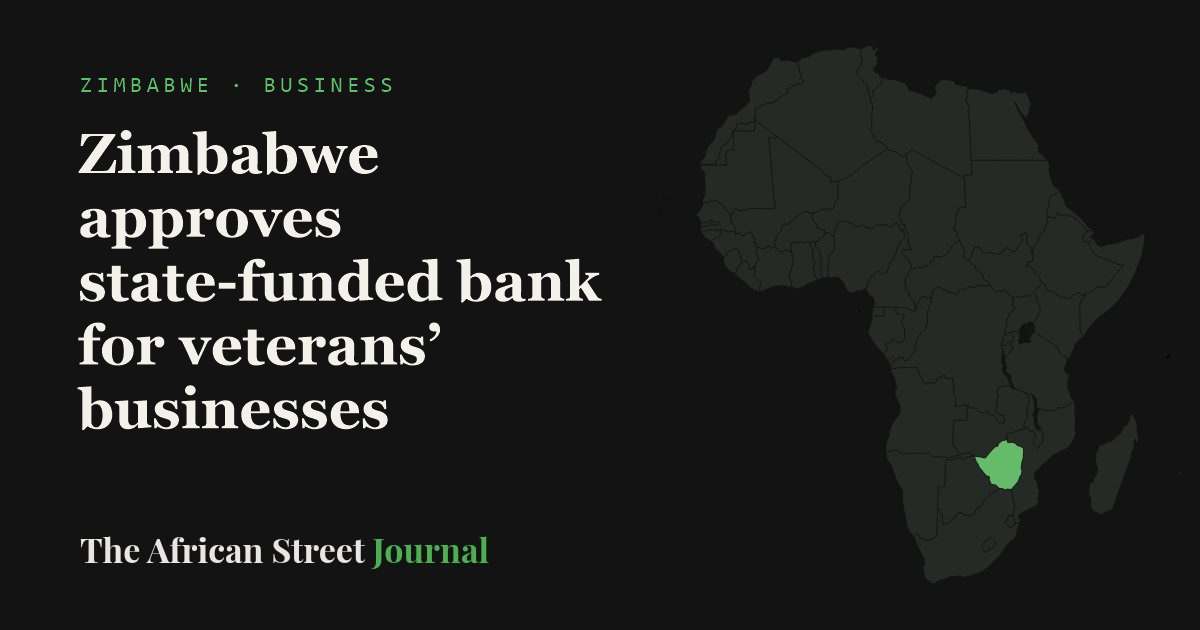 ZIMBABWE · BUSINESS
Zimbabwe
approves
state-funded bank
for veterans’
businesses
The African Street Journal